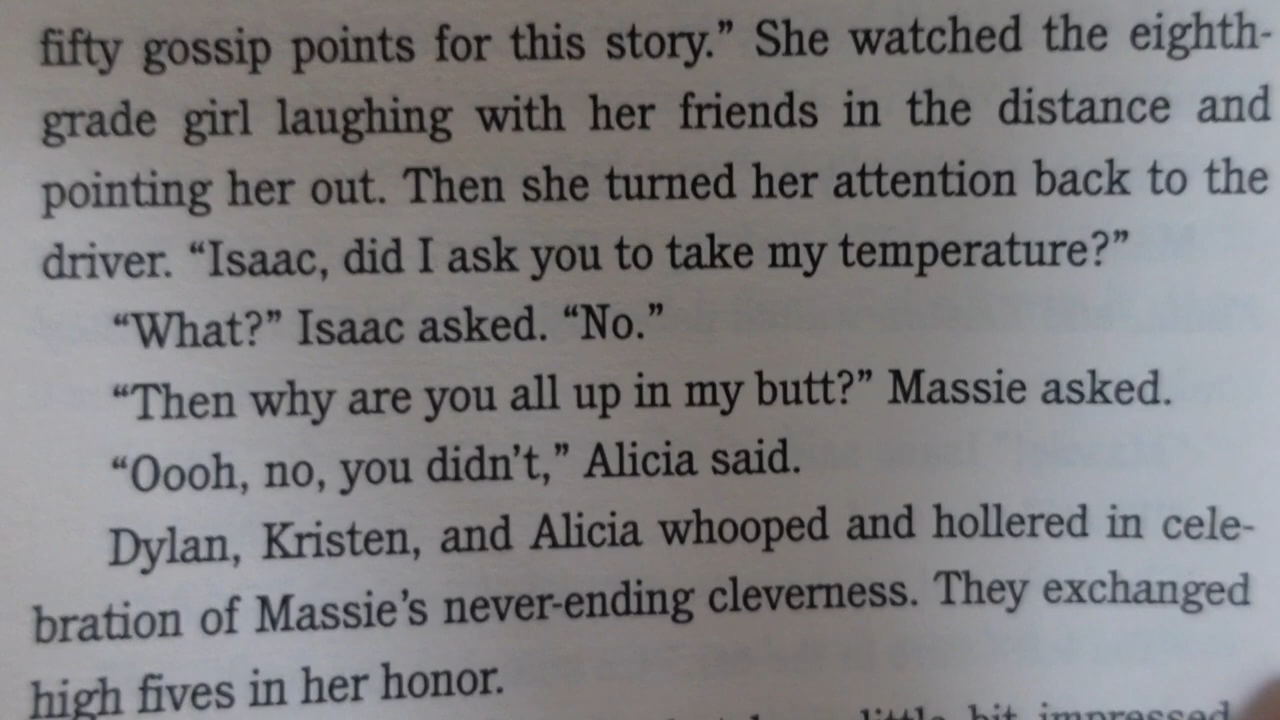 fifty gossip points for this story.” She watched the eighth-
grade girl laughing with her friends in the distance and
pointing her out. Then she turned her attention back to the
driver. “Isaac, did I ask you to take my temperature?”
“What?” Isaac asked. “No.”
“Then why are you all up in my butt?” Massie asked.
“Oooh, no, you didn’t,” Alicia said.
Dylan, Kristen, and Alicia whooped and hollered in cele-
bration of Massie’s never-ending cleverness. They exchanged
high fives in her honor.
little bit impressed